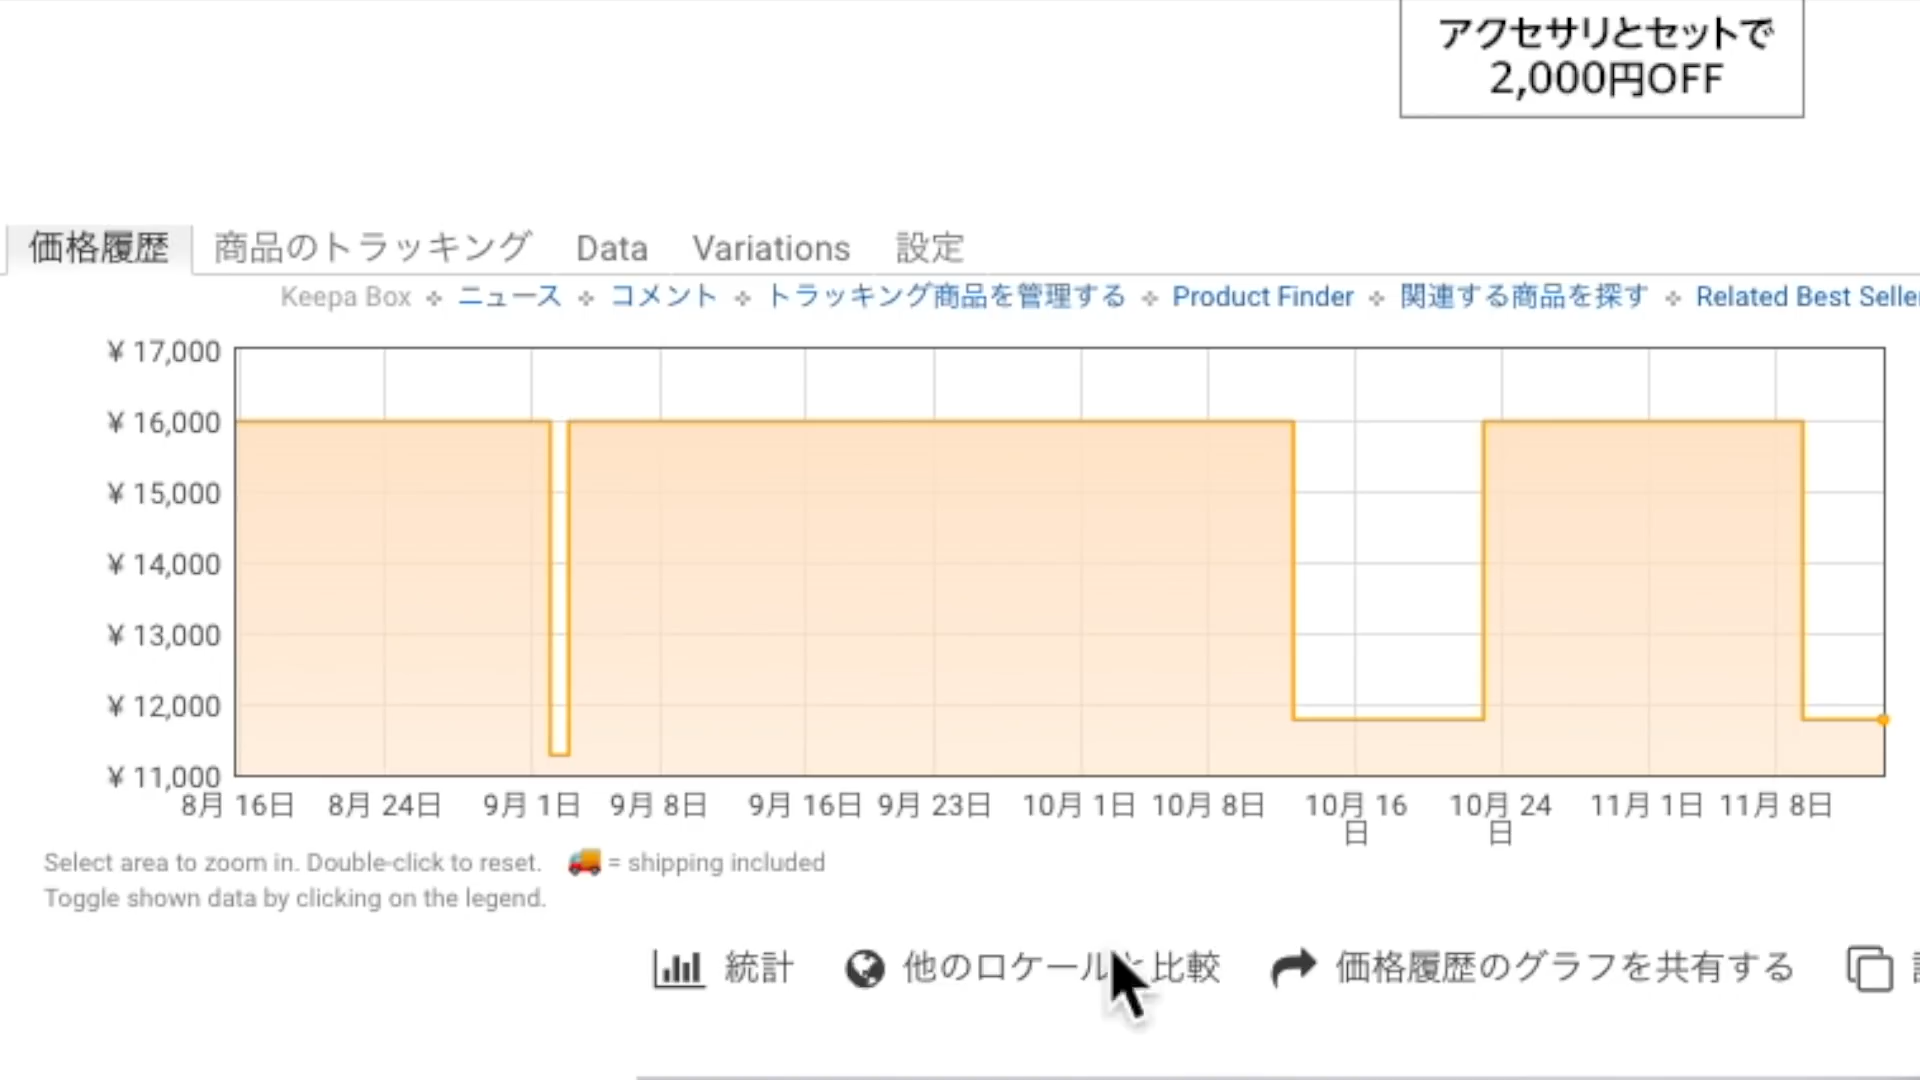 アクセサリとセットで
2,000円OFF
価格履歴 商品のトラッキング Data Variations 設定
Keepa Box ニュース コメント トラッキング商品を管理する Product Finder 関連する商品を探す Related Best
¥ 17,000
¥ 16,000
¥ 15,000
¥ 14,000
¥ 13,000
¥ 12,000
¥ 11,000
8月 16日 8月 24日 9月 1日 9月 8日 9月 16日 9月 23日 10月 1日 10月 8日 10月 16日 10月 24日 11月 1日 11月 8日
Select area to zoom in. Double-click to reset. = shipping included
Toggle shown data by clicking on the legend.
統計 他のロケールと比較 価格履歴のグラフを共有する